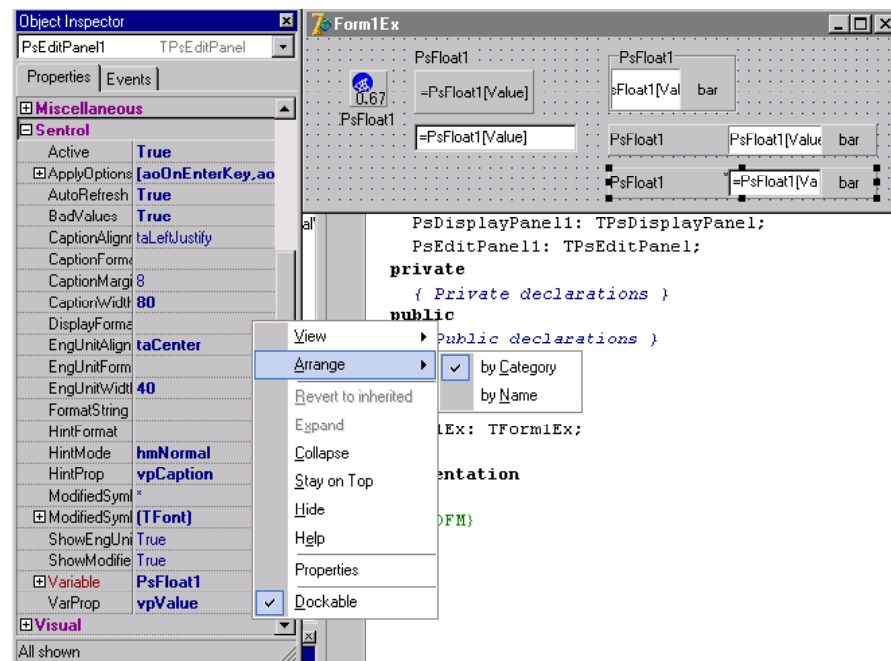 Object Inspector
PsEditPanel1 TPsEditPanel
Properties Events
Miscellaneous
Sentrol
Active True
ApplyOptions [aoOnEnterKey,ao
AutoRefresh True
BadValues True
CaptionAlignr taLeftJustify
CaptionForma
CaptionMargi 8
CaptionWidth 80
DisplayForma
EngUnitAlign taCenter
EngUnitForm
EngUnitWidtl 40
FormatString
HintFormat
HintMode hmNormal
HintProp vpCaption
ModifiedSyml *
ModifiedSyml (TFont)
ShowEngUni True
ShowModifie True
Variable PsFloat1
VarProp vpValue
Visual
All shown
Form1Ex
0.67
PsFloat1
PsFloat1
=PsFloat1[Value]
=PsFloat1[Value]
PsFloat1
sFloat1[Val bar
PsFloat1 PsFloat1[Value bar
PsFloat1 * =PsFloat1[Va bar
al'
PsDisplayPanel1: TPsDisplayPanel;
PsEditPanel1: TPsEditPanel;
private
{ Private declarations }
public
Public declarations }
1Ex: TForm1Ex;
entation
DFM}
View
Arrange
Revert to inherited
Expand
Collapse
Stay on Top
Hide
Help
Properties
Dockable
by Category
by Name